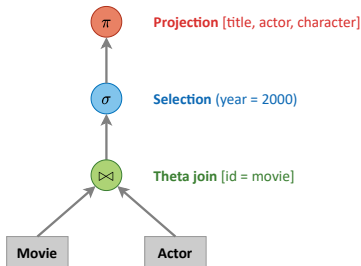 π Projection [title, actor, character]
σ Selection (year = 2000)
⋈ Theta join [id = movie]
Movie Actor